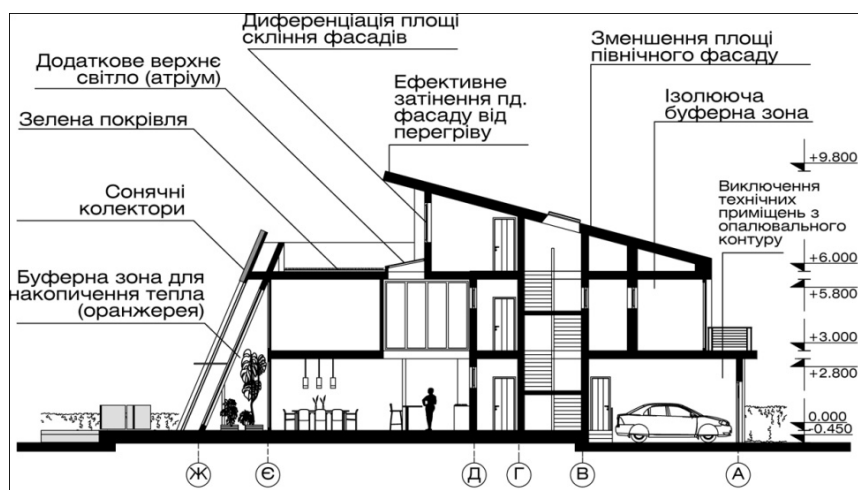 Диференціація площі
скління фасадів
Додаткове верхнє
світло (атріум)
Зелена покрівля
Сонячні
колектори
Буферна зона для
накопичення тепла
(оранжерея)
Ефективне
затінення пд.
фасаду від
перегріву
Зменшення площі
північного фасаду
Ізолююча
буферна зона
Виключення
технічних
приміщень з
опалювального
контуру
+9.800
+6.000
+5.800
+3.000
+2.800
0.000
-0.450
Ж
Є
Д
Г
В
А